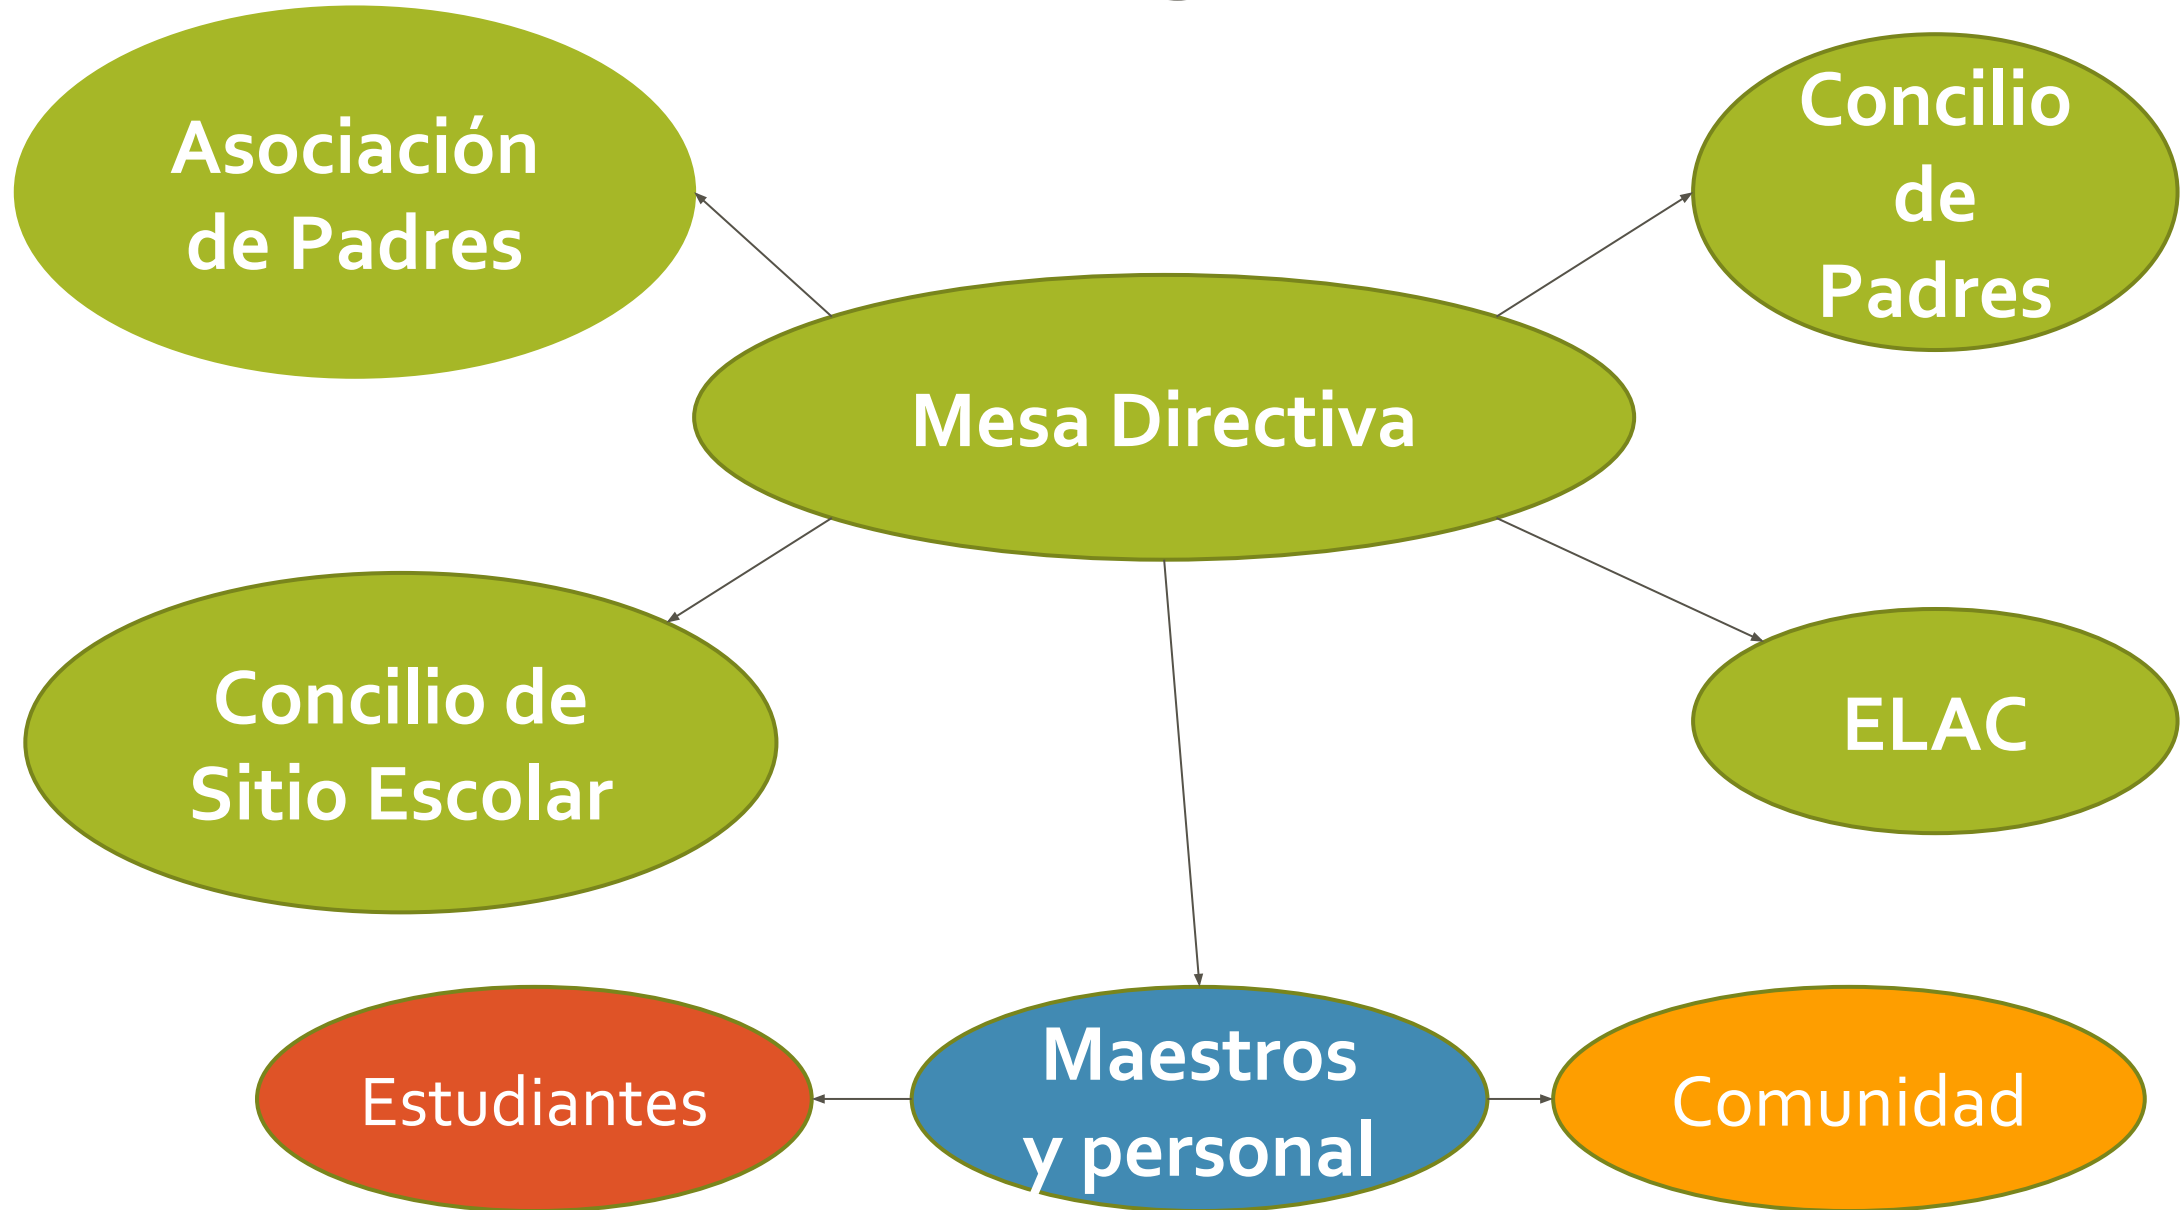 Asociación
de Padres
Concilio
de
Padres
Mesa Directiva
Concilio de
Sitio Escolar
ELAC
Estudiantes
Maestros
y personal
Comunidad